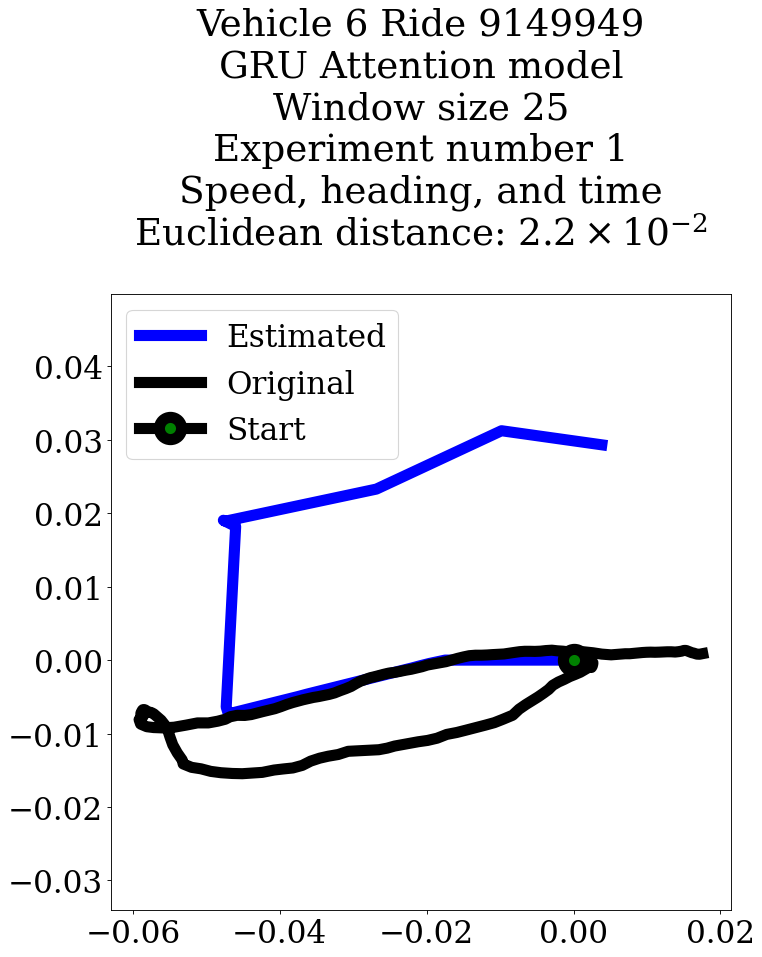 Vehicle 6 Ride 9149949
GRU Attention model
Window size 25
Experiment number 1
Speed, heading, and time
Euclidean distance: 2.2 × 10⁻²
Estimated
Original
Start
0.04
0.03
0.02
0.01
0.00
−0.01
−0.02
−0.03
−0.06 −0.04 −0.02 0.00 0.02